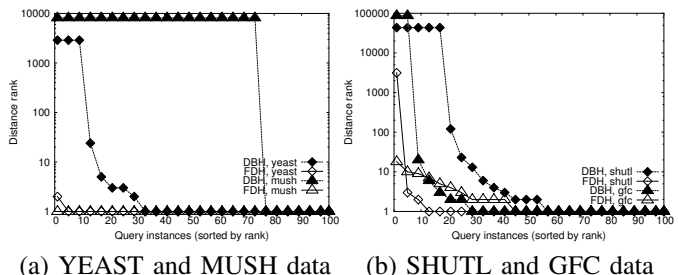 10000
1000
100
10
1
Distance rank
0 10 20 30 40 50 60 70 80 90 100
Query instances (sorted by rank)
DBH, yeast
FDH, yeast
DBH, mush
FDH, mush
(a) YEAST and MUSH data
100000
10000
1000
100
10
1
Distance rank
0 10 20 30 40 50 60 70 80 90 100
Query instances (sorted by rank)
DBH, shutl
FDH, shutl
DBH, gfc
FDH, gfc
(b) SHUTL and GFC data